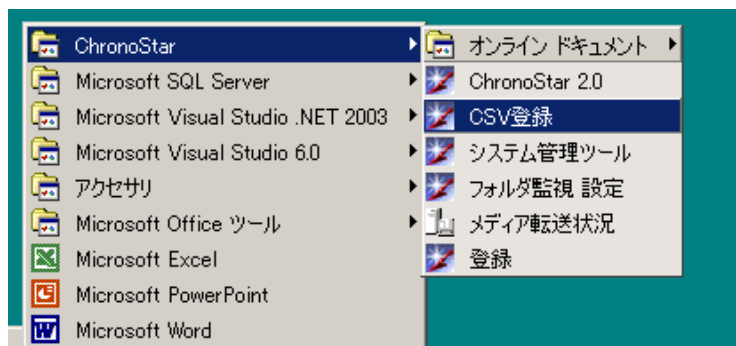 ChronoStar
Microsoft SQL Server
Microsoft Visual Studio .NET 2003
Microsoft Visual Studio 6.0
アクセサリ
Microsoft Office ツール
Microsoft Excel
Microsoft PowerPoint
Microsoft Word
オンライン ドキュメント
ChronoStar 2.0
CSV登録
システム管理ツール
フォルダ監視 設定
メディア転送状況
登録